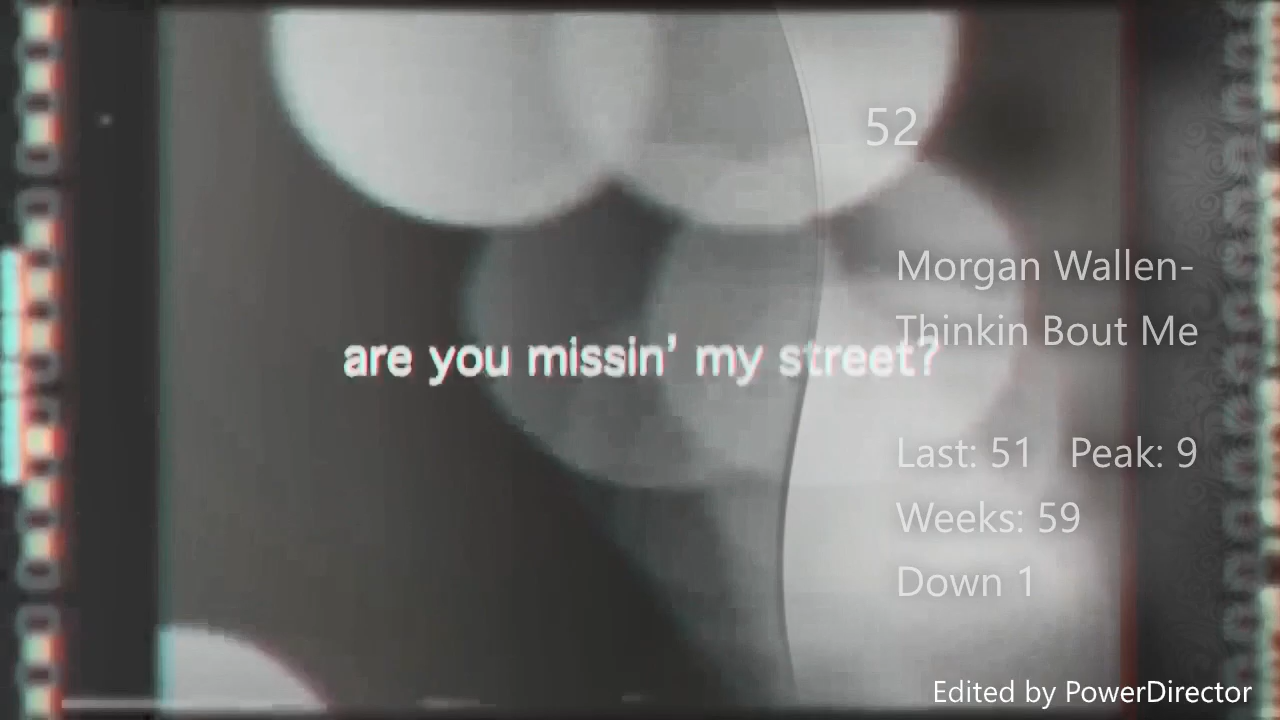 52
Morgan Wallen-
Thinkin Bout Me
are you missin' my street?
Last: 51 Peak: 9
Weeks: 59
Down 1
Edited by PowerDirector